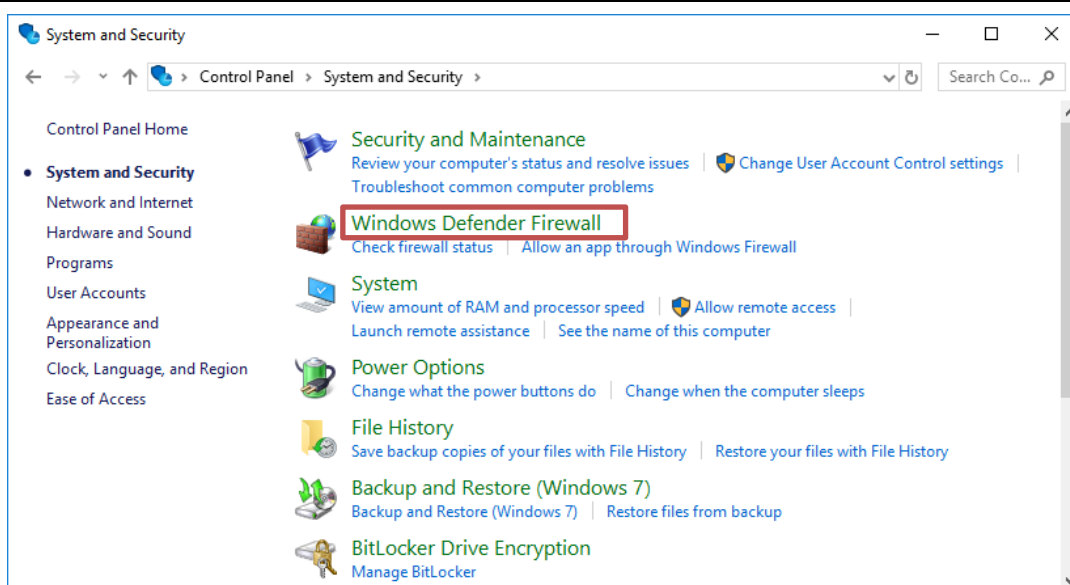 System and Security
Control Panel > System and Security >
Search Co...
Control Panel Home
System and Security
Network and Internet
Hardware and Sound
Programs
User Accounts
Appearance and
Personalization
Clock, Language, and Region
Ease of Access
Security and Maintenance
Review your computer's status and resolve issues | Change User Account Control settings |
Troubleshoot common computer problems
Windows Defender Firewall
Check firewall status | Allow an app through Windows Firewall
System
View amount of RAM and processor speed | Allow remote access |
Launch remote assistance | See the name of this computer
Power Options
Change what the power buttons do | Change when the computer sleeps
File History
Save backup copies of your files with File History | Restore your files with File History
Backup and Restore (Windows 7)
Backup and Restore (Windows 7) | Restore files from backup
BitLocker Drive Encryption
Manage BitLocker